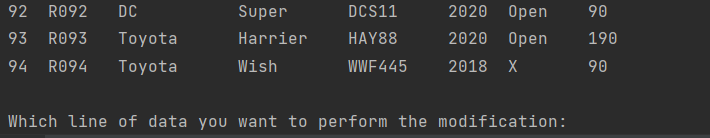 92 R092 DC Super DCS11 2020 Open 90
93 R093 Toyota Harrier HAY88 2020 Open 190
94 R094 Toyota Wish WWF445 2018 X 90
Which line of data you want to perform the modification: